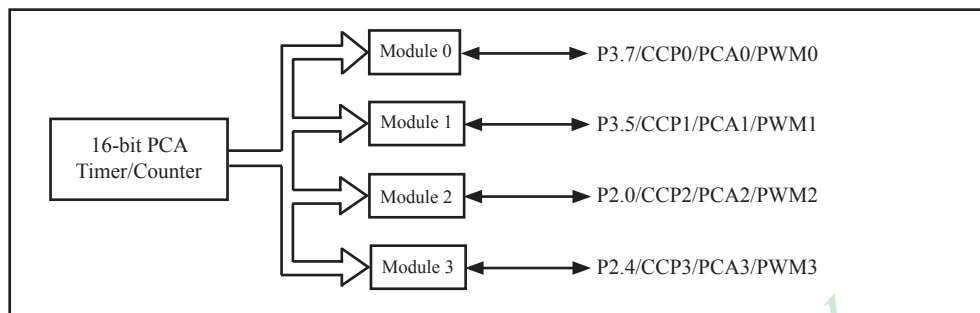 Module 0
P3.7/CCP0/PCA0/PWM0
Module 1
P3.5/CCP1/PCA1/PWM1
16-bit PCA
Timer/Counter
Module 2
P2.0/CCP2/PCA2/PWM2
Module 3
P2.4/CCP3/PCA3/PWM3